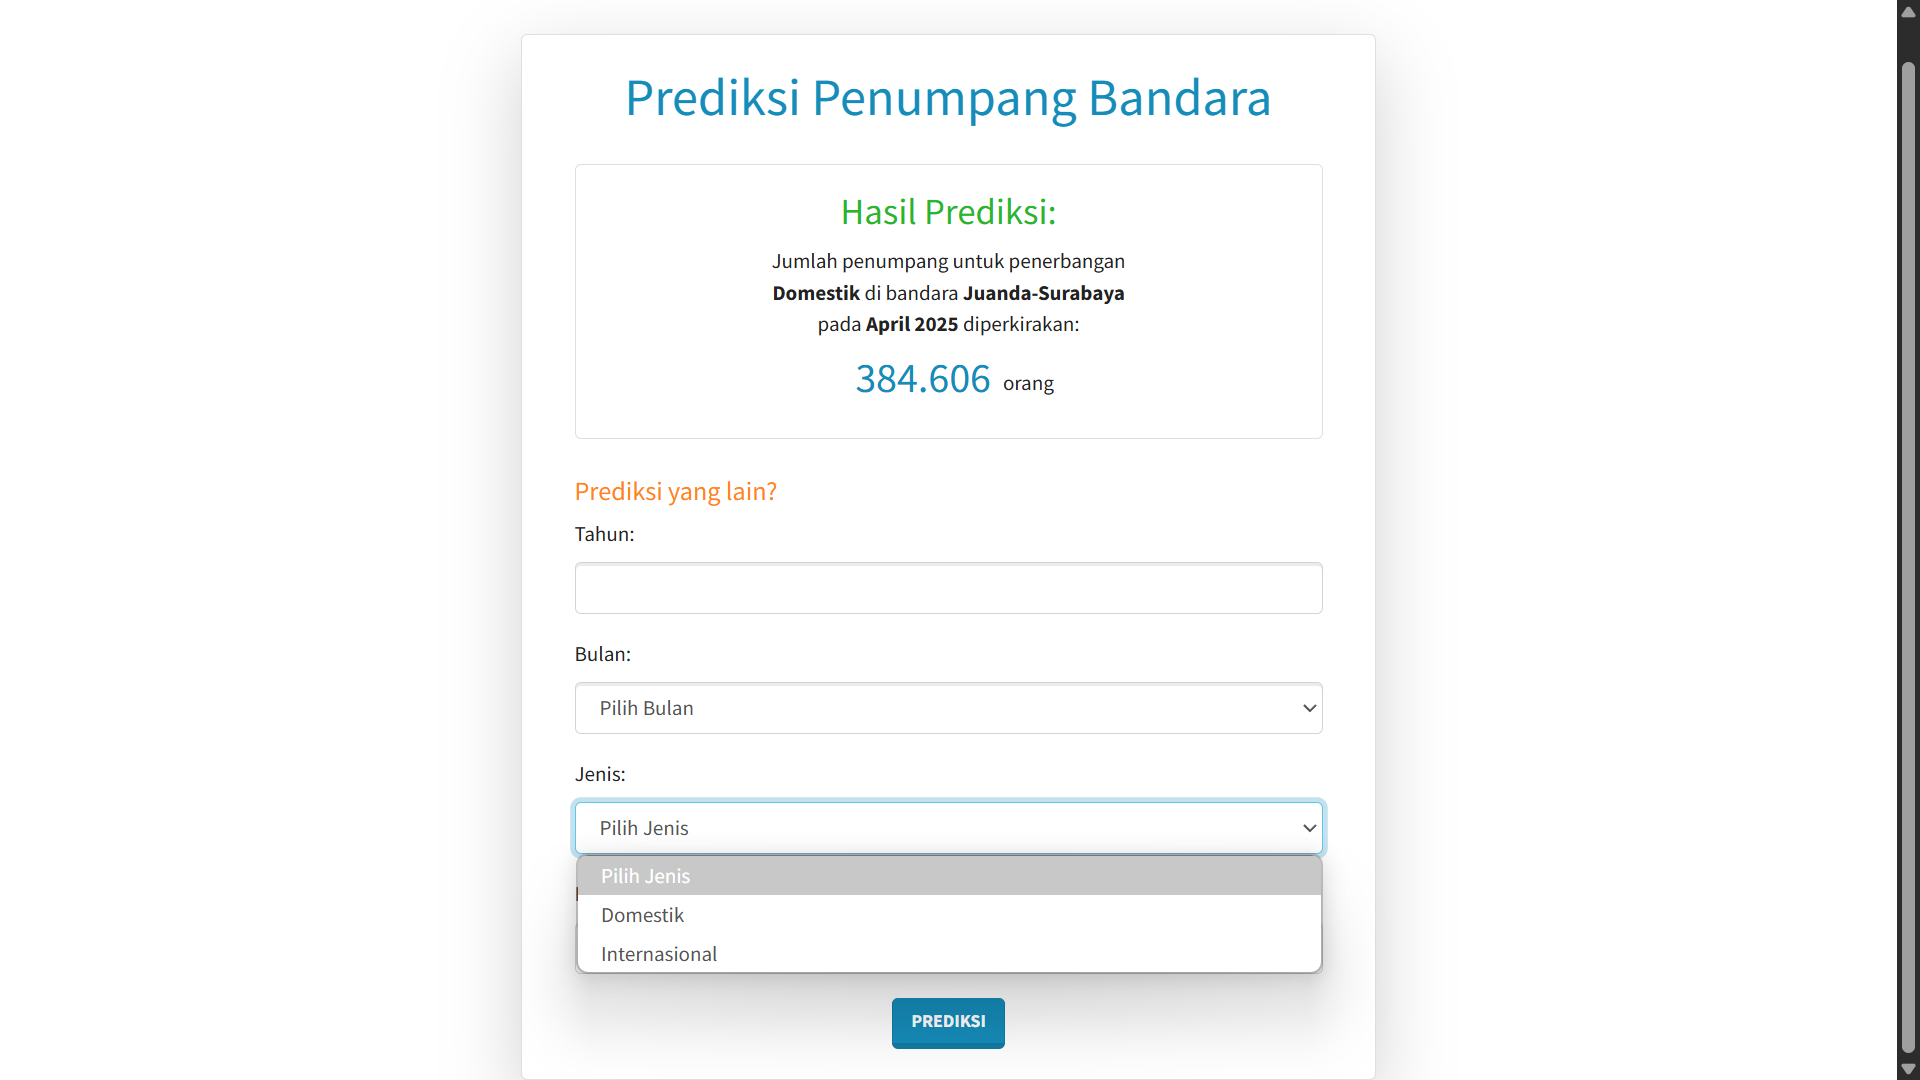 Prediksi Penumpang Bandara
Hasil Prediksi:
Jumlah penumpang untuk penerbangan
Domestik di bandara Juanda-Surabaya
pada April 2025 diperkirakan:
384.606 orang
Prediksi yang lain?
Tahun:
Bulan:
Pilih Bulan
Jenis:
Pilih Jenis
Pilih Jenis
Domestik
Internasional
PREDIKSI